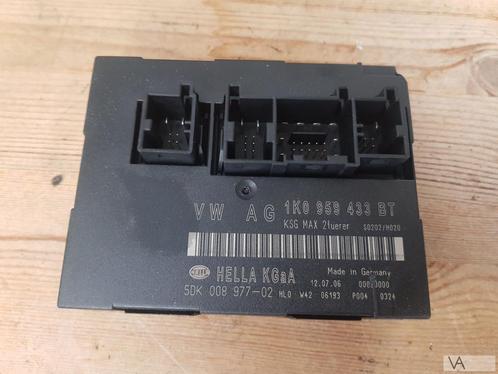 VW AG 1K0 959 433 BT
KSG MAX 2tuerer S0202/H020
HELLA KGaA Made in Germany
5DK 008 977-02 12.07.06 00000000
HL0 W42 06193 P004 0324
VA